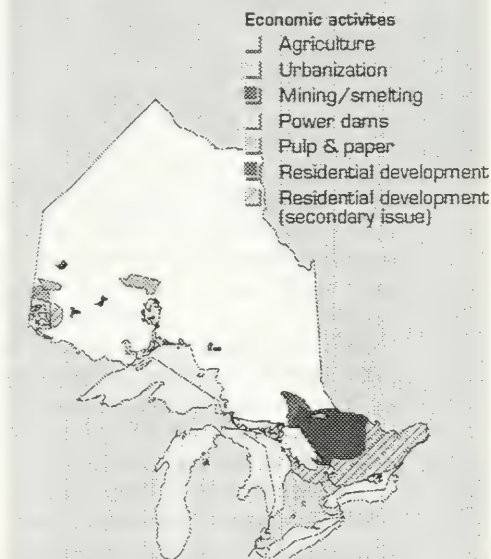 Economic activites
Agriculture
Urbanization
Mining/smelting
Power dams
Pulp & paper
Residential development
Residential development
(secondary issue)